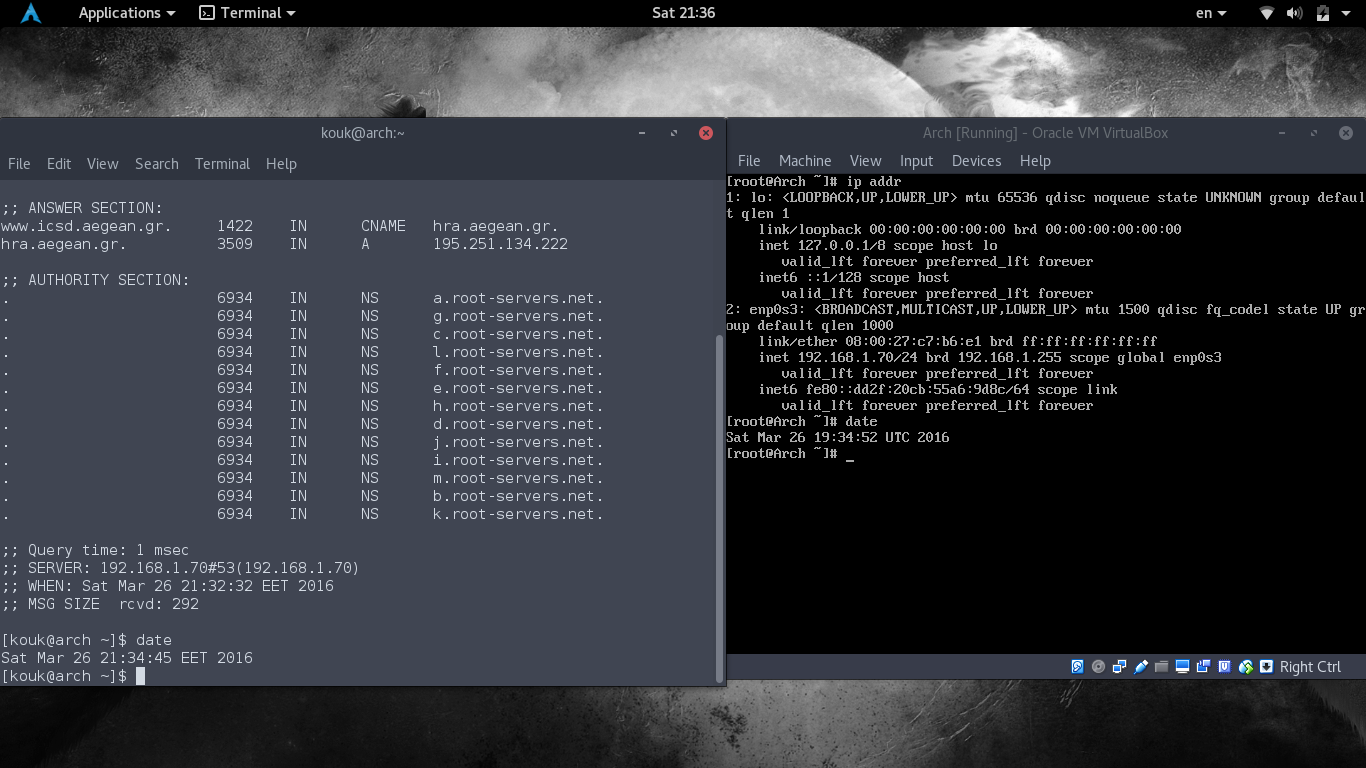 Applications Terminal Sat 21:36 en
kouk@arch:~
File Edit View Search Terminal Help
;; ANSWER SECTION:
www.icsd.aegean.gr. 1422 IN CNAME hra.aegean.gr.
hra.aegean.gr. 3509 IN A 195.251.134.222
;; AUTHORITY SECTION:
. 6934 IN NS a.root-servers.net.
. 6934 IN NS g.root-servers.net.
. 6934 IN NS c.root-servers.net.
. 6934 IN NS l.root-servers.net.
. 6934 IN NS f.root-servers.net.
. 6934 IN NS e.root-servers.net.
. 6934 IN NS h.root-servers.net.
. 6934 IN NS d.root-servers.net.
. 6934 IN NS j.root-servers.net.
. 6934 IN NS i.root-servers.net.
. 6934 IN NS m.root-servers.net.
. 6934 IN NS b.root-servers.net.
. 6934 IN NS k.root-servers.net.
;; Query time: 1 msec
;; SERVER: 192.168.1.70#53(192.168.1.70)
;; WHEN: Sat Mar 26 21:32:32 EET 2016
;; MSG SIZE rcvd: 292
[kouk@arch ~]$ date
Sat Mar 26 21:34:45 EET 2016
[kouk@arch ~]$
Arch [Running] - Oracle VM VirtualBox
File Machine View Input Devices Help
[root@Arch ~]# ip addr
1: lo: <LOOPBACK,UP,LOWER_UP> mtu 65536 qdisc noqueue state UNKNOWN group defaul
t qlen 1
link/loopback 00:00:00:00:00:00 brd 00:00:00:00:00:00
inet 127.0.0.1/8 scope host lo
valid_lft forever preferred_lft forever
inet6 ::1/128 scope host
valid_lft forever preferred_lft forever
2: enp0s3: <BROADCAST,MULTICAST,UP,LOWER_UP> mtu 1500 qdisc fq_codel state UP gr
oup default qlen 1000
link/ether 08:00:27:c7:b6:e1 brd ff:ff:ff:ff:ff:ff
inet 192.168.1.70/24 brd 192.168.1.255 scope global enp0s3
valid_lft forever preferred_lft forever
inet6 fe80::dd2f:20cb:55a6:9d8c/64 scope link
valid_lft forever preferred_lft forever
[root@Arch ~]# date
Sat Mar 26 19:34:52 UTC 2016
[root@Arch ~]# _
Right Ctrl